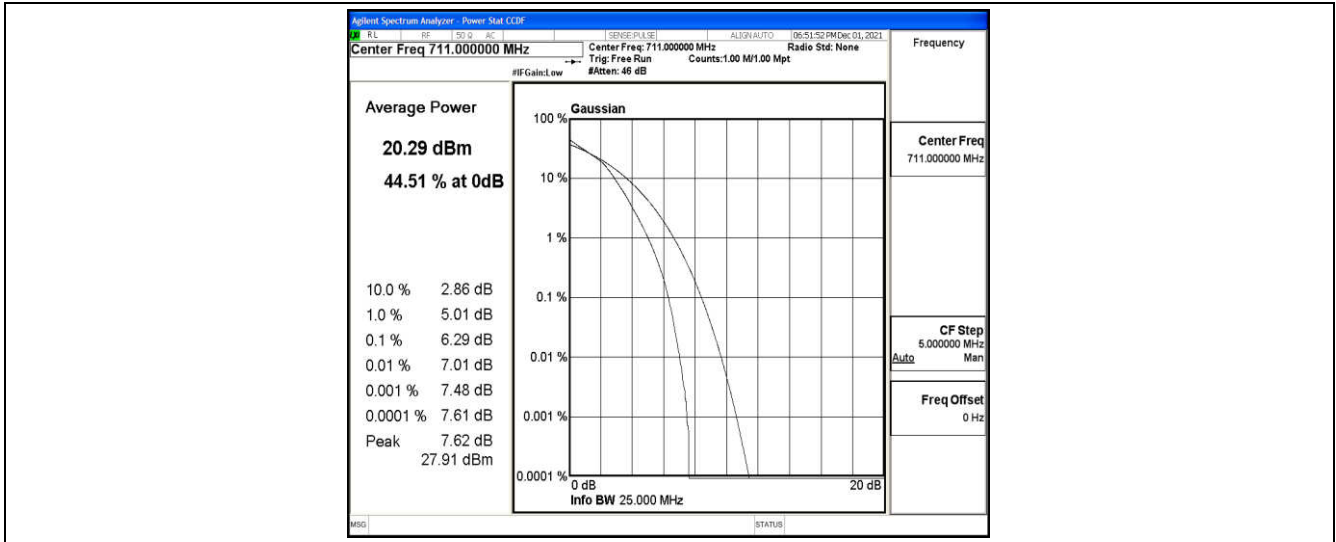 Agilent Spectrum Analyzer - Power Stat CCDF
LXI RL RF 50 Ω AC SENSE:PULSE ALIGN AUTO 06:51:52 PM Dec 01, 2021
Center Freq 711.000000 MHz
Center Freq: 711.000000 MHz Radio Std: None
Trig: Free Run Counts:1.00 M/1.00 Mpt
#IFGain:Low #Atten: 46 dB
Frequency
Average Power
20.29 dBm
44.51 % at 0dB
10.0 % 2.86 dB
1.0 % 5.01 dB
0.1 % 6.29 dB
0.01 % 7.01 dB
0.001 % 7.48 dB
0.0001 % 7.61 dB
Peak 7.62 dB
27.91 dBm
Gaussian
100 %
10 %
1 %
0.1 %
0.01 %
0.001 %
0.0001 %
0 dB 20 dB
Info BW 25.000 MHz
Center Freq
711.000000 MHz
CF Step
5.000000 MHz
Auto Man
Freq Offset
0 Hz
MSG STATUS